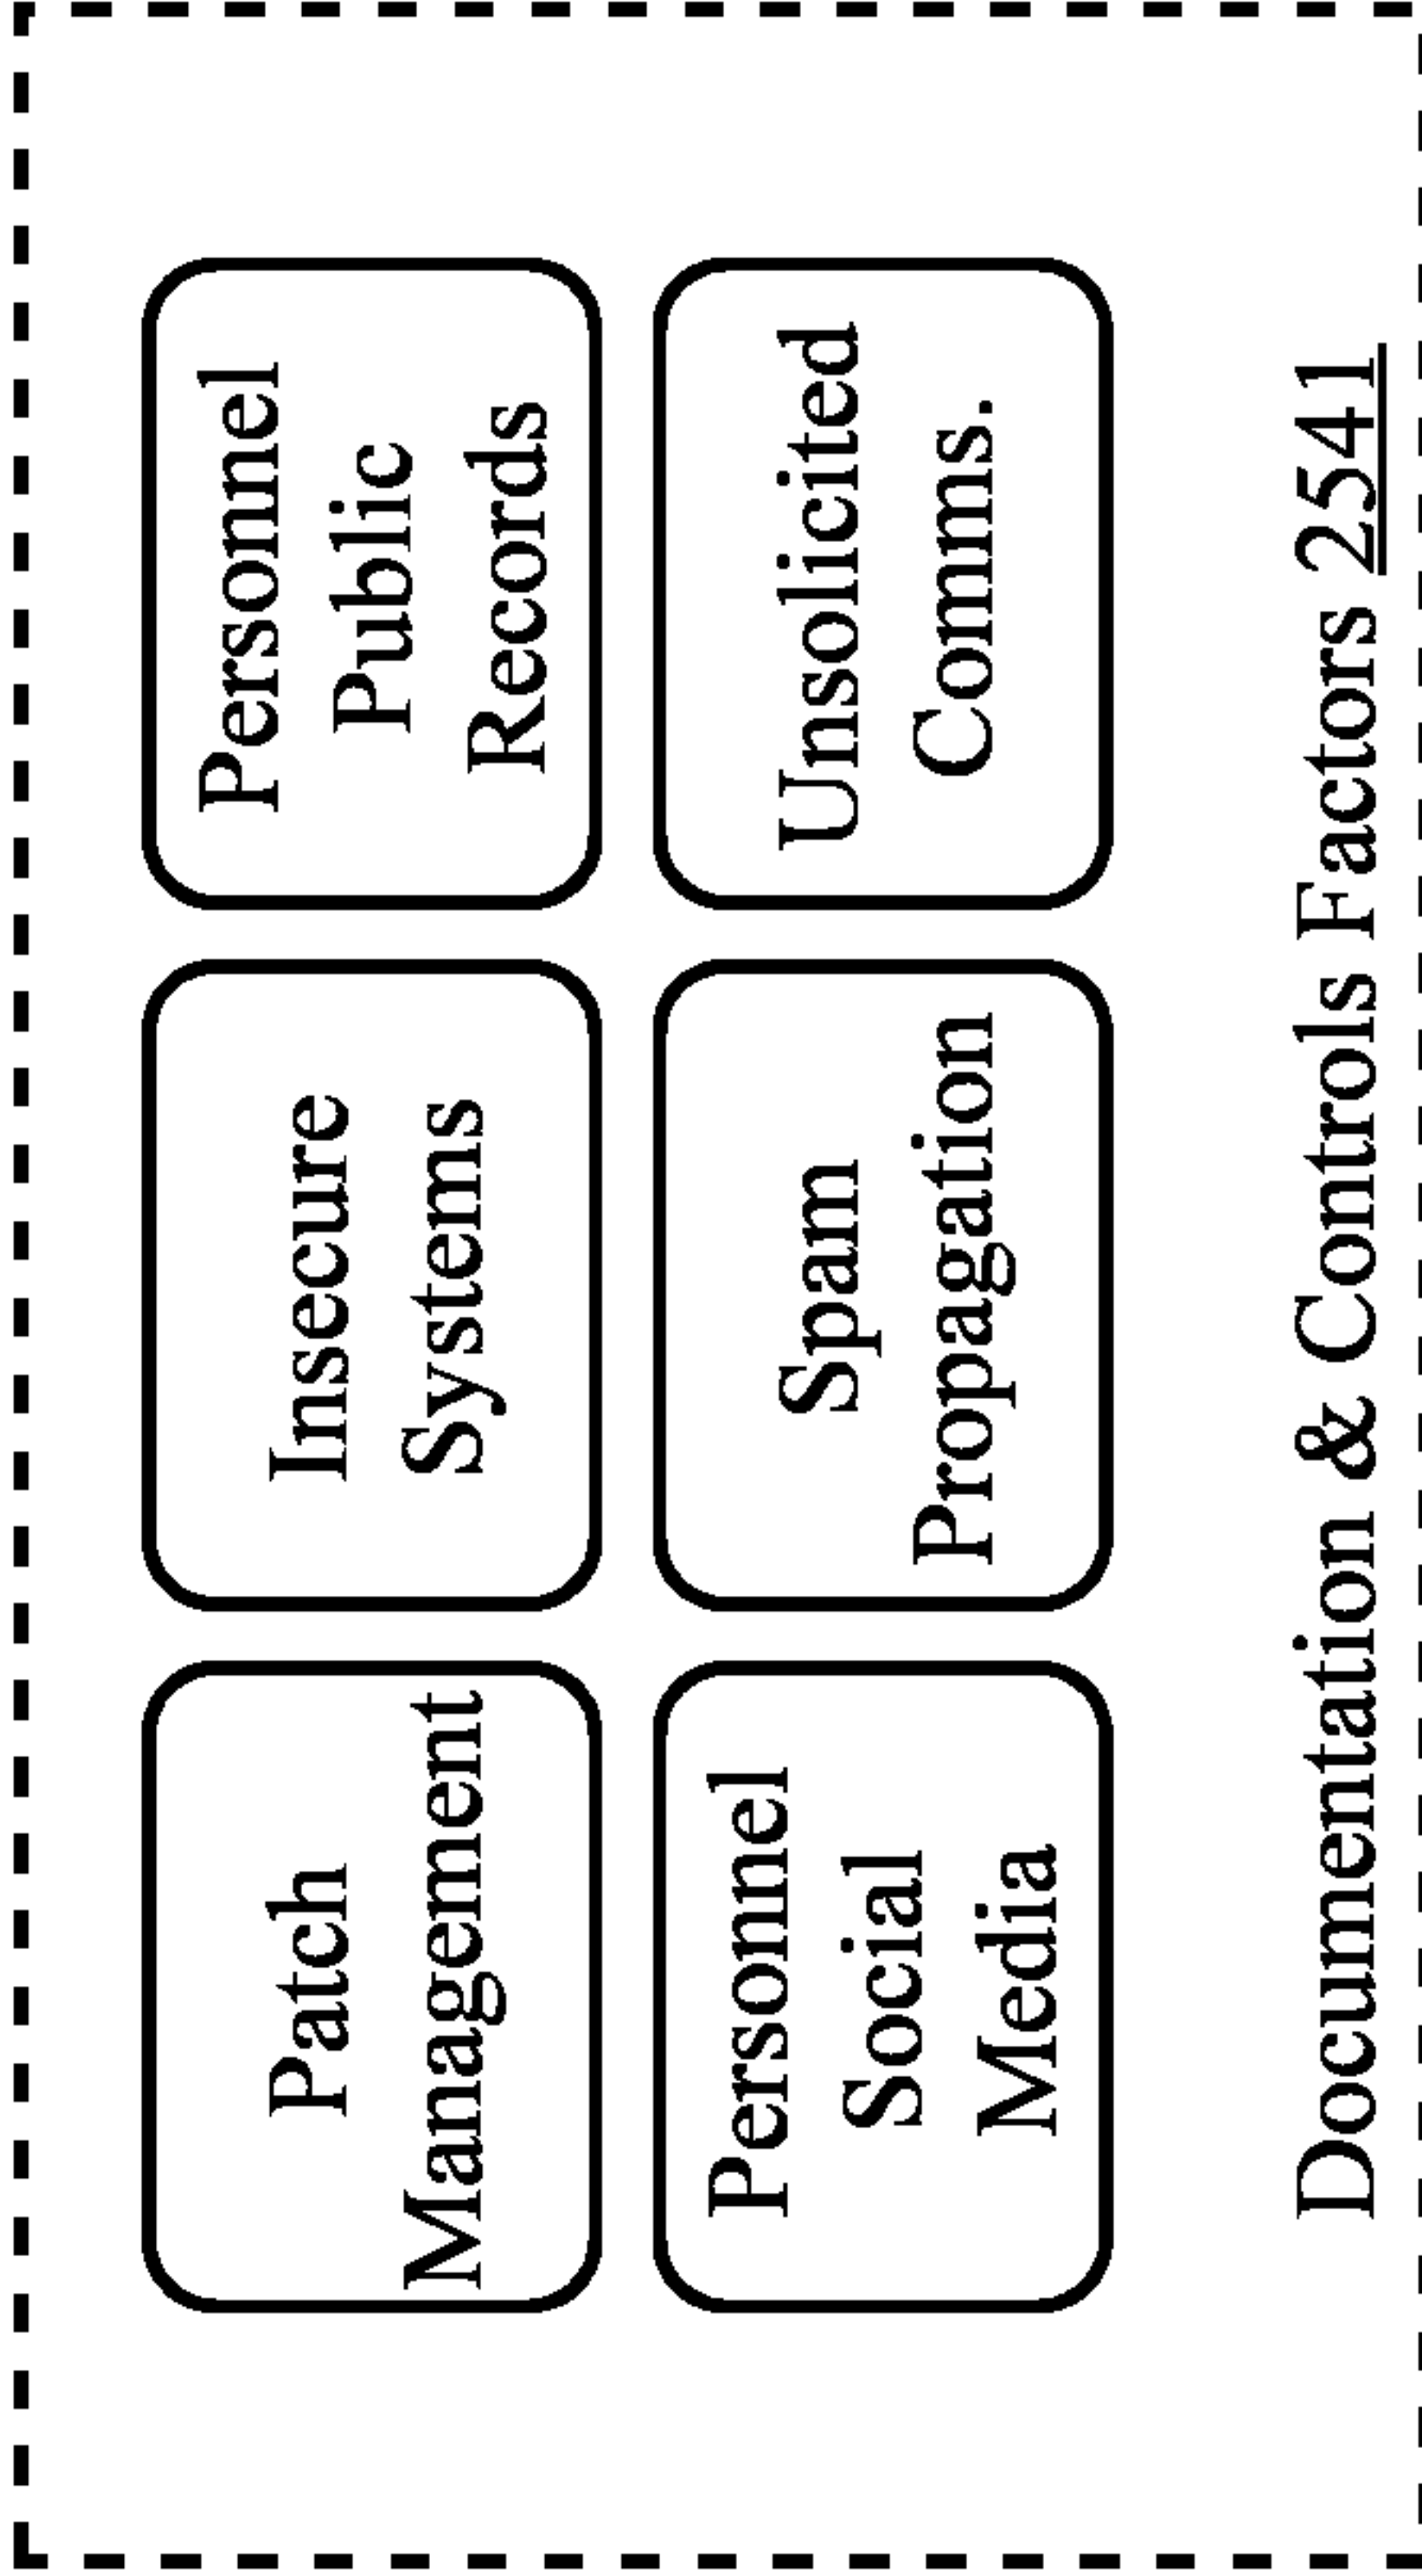 Patch
Management
Insecure
Systems
Personnel
Public
Records
Personnel
Social
Media
Spam
Propagation
Unsolicited
Comms.
Documentation & Controls Factors 2541